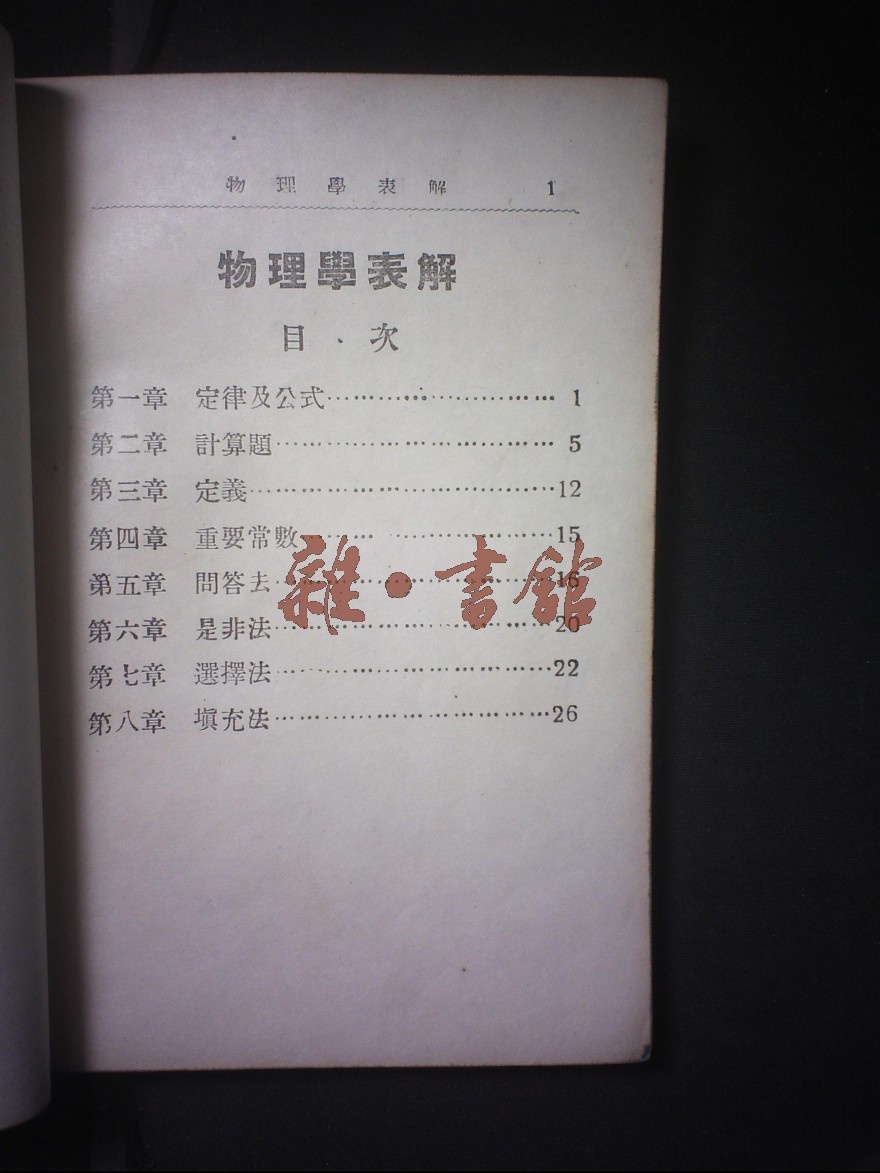 物理學表解 1
物理學表解
目.次
第一章 定律及公式………………………… 1
第二章 計算題………………………… 5
第三章 定義…………………………12
第四章 重要常數………………………15
第五章 問答法………………………16
第六章 是非法…………………………20
第七章 選擇法…………………………22
第八章 塡充法…………………………26
雜•書館